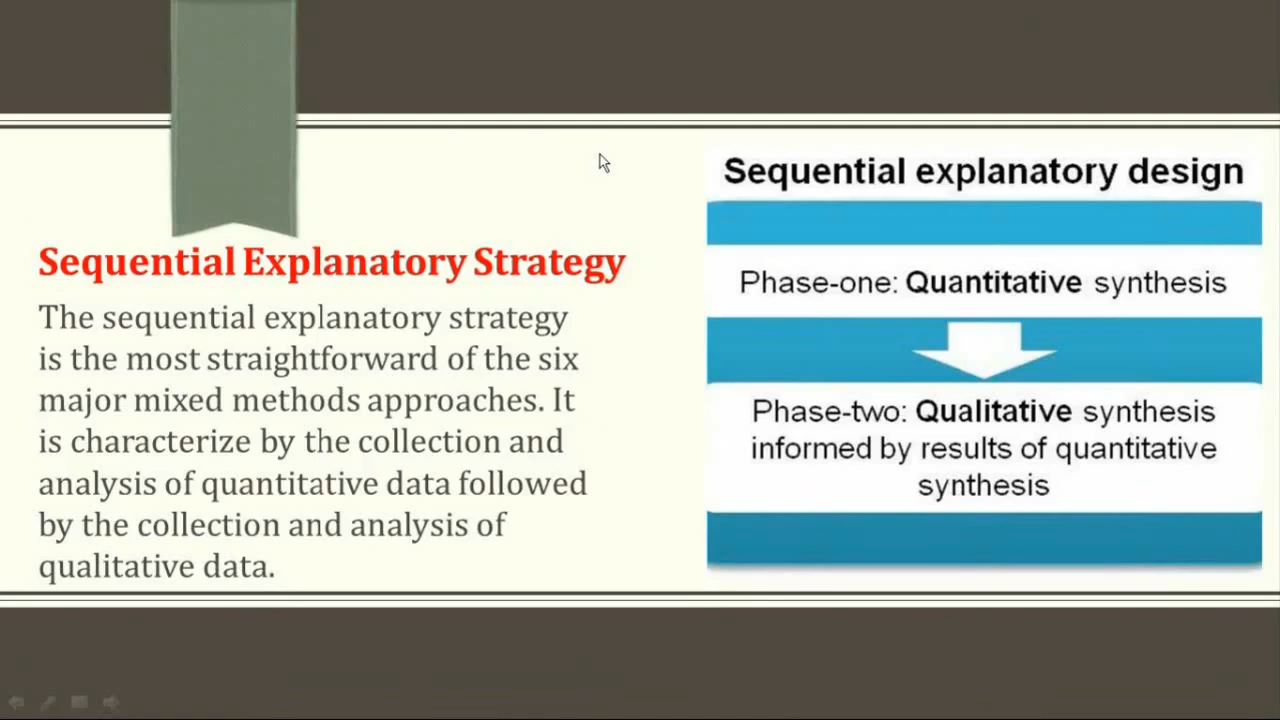 Sequential Explanatory Strategy
The sequential explanatory strategy
is the most straightforward of the six
major mixed methods approaches. It
is characterize by the collection and
analysis of quantitative data followed
by the collection and analysis of
qualitative data.
Sequential explanatory design
Phase-one: Quantitative synthesis
Phase-two: Qualitative synthesis
informed by results of quantitative
synthesis